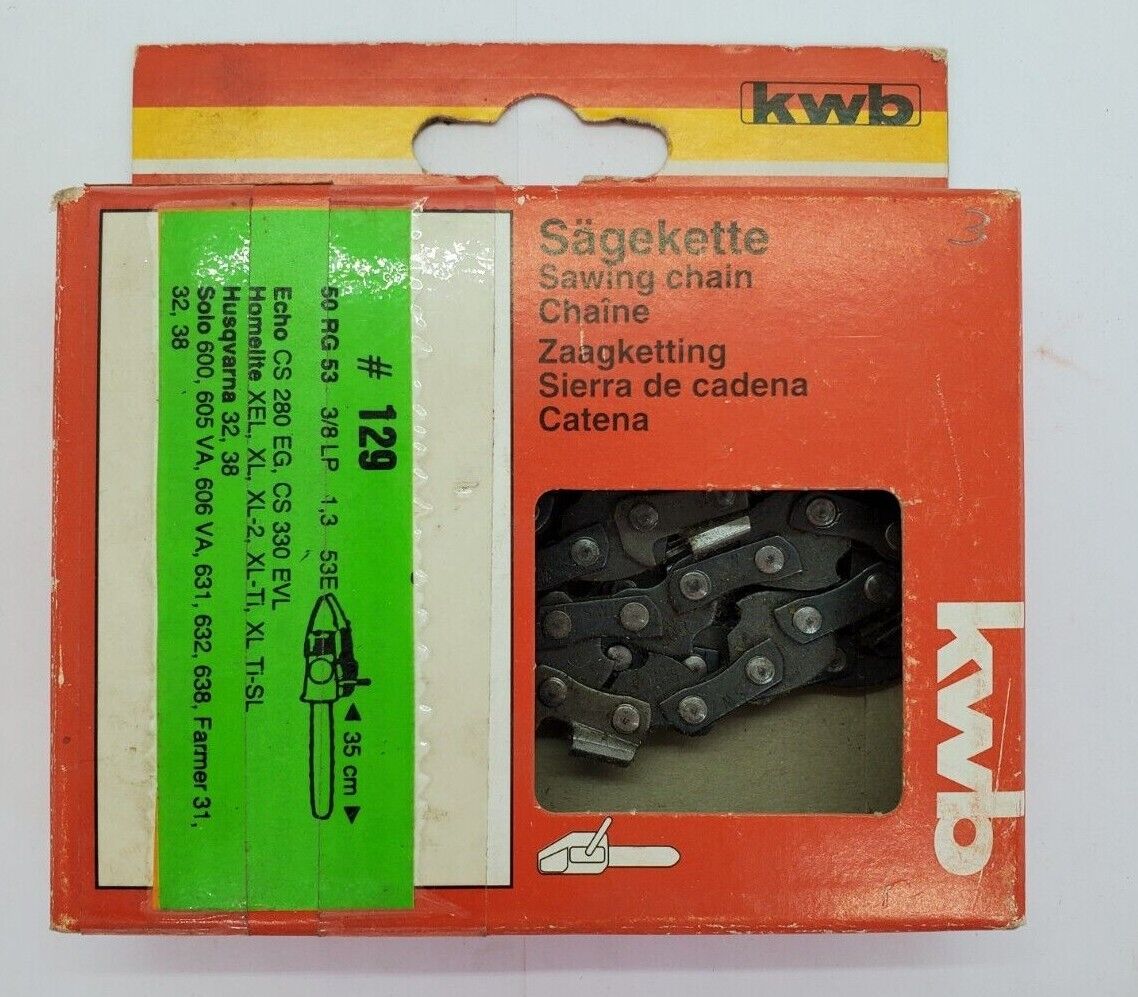 kwb
3
Sägekette
Sawing chain
Chaîne
Zaagketting
Sierra de cadena
Catena
kwb
# 129
50 RG 53 3/8 LP 1,3 53E
35 cm
Echo CS 280 EG, CS 330 EVL
Homelite XEL, XL, XL-2, XL-Ti, XL Ti-SL
Husqvarna 32, 38
Solo 600, 605 VA, 606 VA, 631, 632, 638, Farmer 31,
32, 38